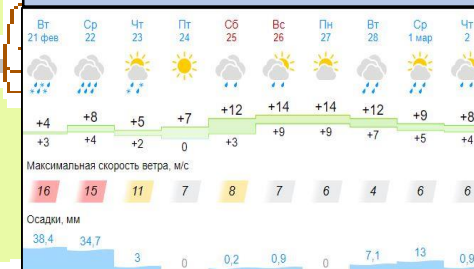 Вт Ср Чт Пт Сб Вс Пн Вт Ср Чт
21 фев 22 23 24 25 26 27 28 1 мар 2
+4 +8 +5 +7 +12 +14 +14 +12 +9 +8
+3 +4 +2 0 +3 +9 +9 +7 +5 +4
Максимальная скорость ветра, м/с
16 15 11 7 8 7 6 4 6 6
Осадки, мм
38,4 34,7 3 0 0,2 0,9 0 7,1 13 0,9